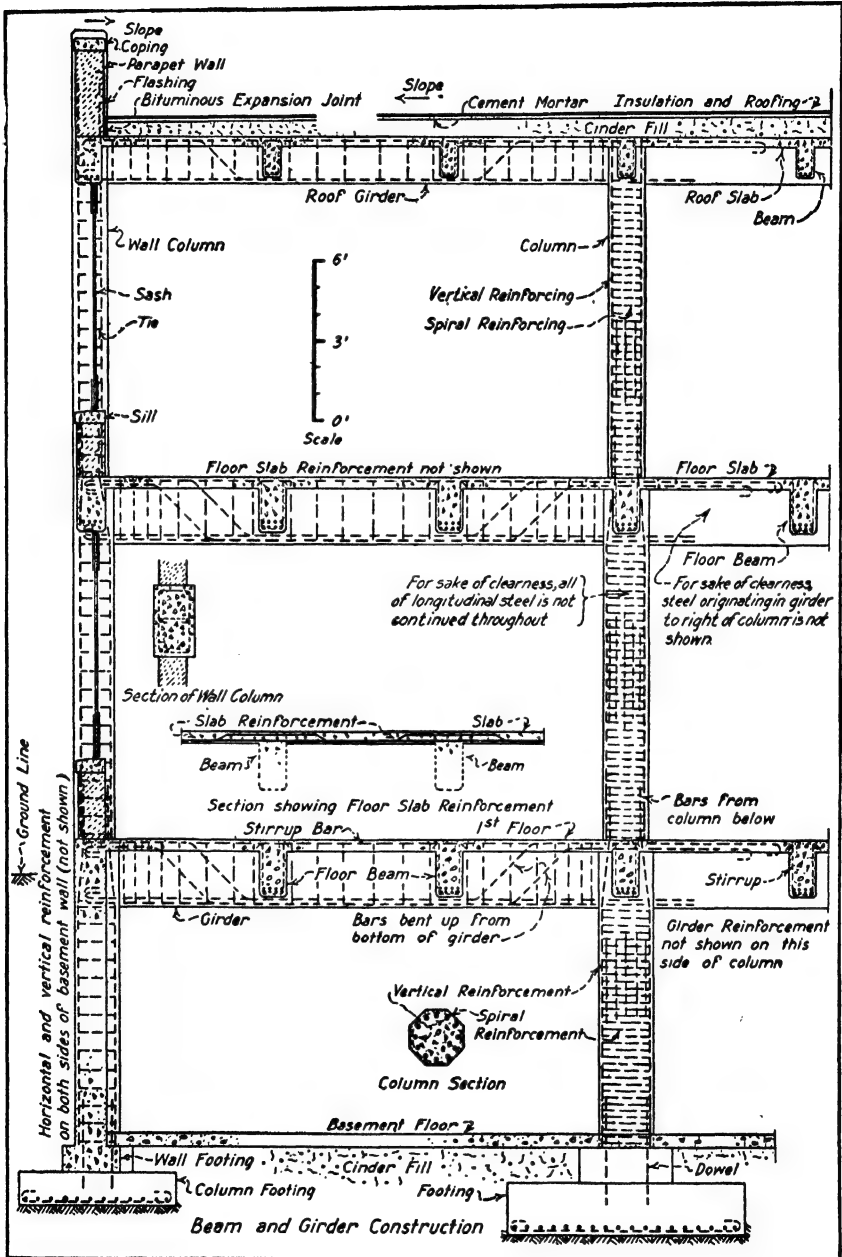 Slope
Coping
Parapet Wall
Flashing
Bituminous Expansion Joint
Slope
Cement Mortar
Insulation and Roofing
Cinder Fill
Roof Girder
Roof Slab
Beam
Wall Column
Sash
Tie
Sill
6'
3'
0'
Scale
Column
Vertical Reinforcing
Spiral Reinforcing
Floor Slab Reinforcement not shown
Floor Slab
Floor Beam
For sake of clearness, all
of longitudinal steel is not
continued throughout
For sake of clearness,
steel originating in girder
to right of column is not
shown.
Section of Wall Column
Slab Reinforcement
Slab
Beam
Beam
Section showing Floor Slab Reinforcement
Bars from
column below
Ground Line
Horizontal and vertical reinforcement
on both sides of basement wall (not shown)
Stirrup Bar
1st Floor
Floor Beam
Stirrup
Girder
Bars bent up from
bottom of girder
Girder Reinforcement
not shown on this
side of column
Vertical Reinforcement
Spiral
Reinforcement
Column Section
Basement Floor
Wall Footing
Cinder Fill
Dowel
Column Footing
Footing
Beam and Girder Construction